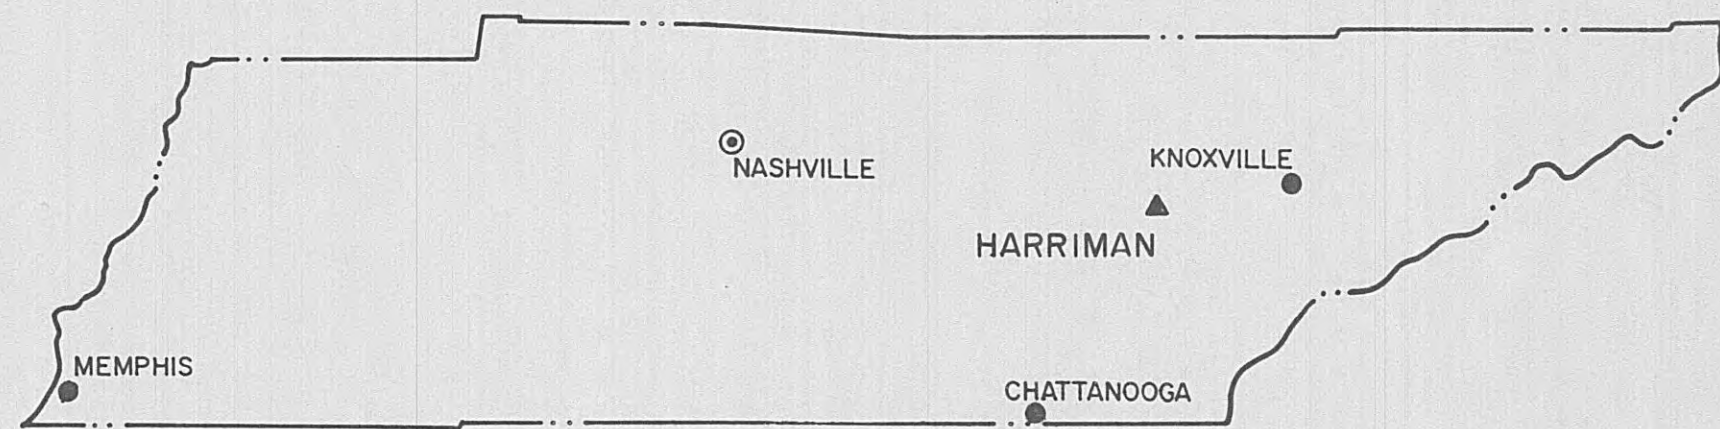 KNOXVILLE
NASHVILLE
HARRIMAN
MEMPHIS
CHATTANOOGA